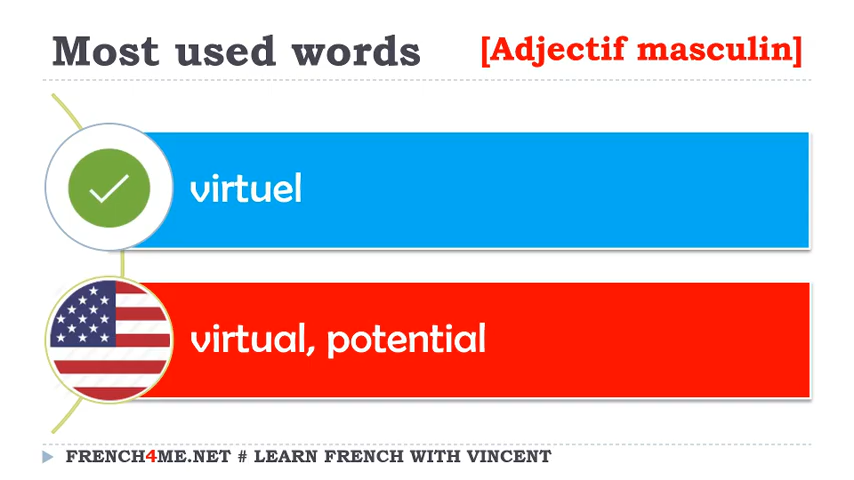 Most used words
[Adjectif masculin]
virtuel
virtual, potential
FRENCH4ME.NET # LEARN FRENCH WITH VINCENT